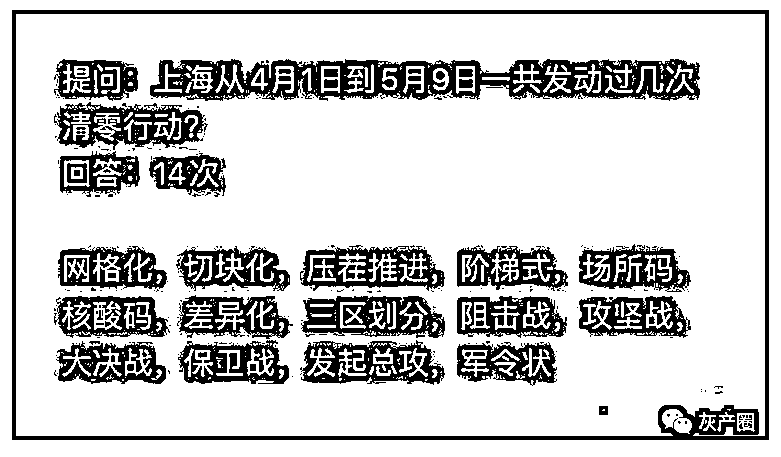 提问：上海从4月1日到5月9日一共发动过几次
清零行动？
回答：14次
网格化，切块化，压茬推进，阶梯式，场所码，
核酸码，差异化，三区划分，阻击战，攻坚战，
大决战，保卫战，发起总攻，军令状
灰产圈